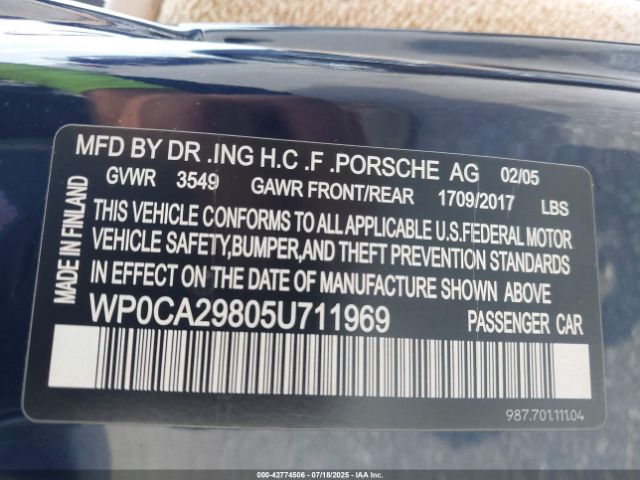 MFD BY DR .ING H.C .F .PORSCHE AG 02/05
GVWR 3549 GAWR FRONT/REAR 1709/2017 LBS
THIS VEHICLE CONFORMS TO ALL APPLICABLE U.S.FEDERAL MOTOR
VEHICLE SAFETY,BUMPER,AND THEFT PREVENTION STANDARDS
IN EFFECT ON THE DATE OF MANUFACTURE SHOWN ABOVE
WP0CA29805U711969 PASSENGER CAR
MADE IN FINLAND
987.701.111.04
000-42774506 - 07/18/2025 - IAAI.COM